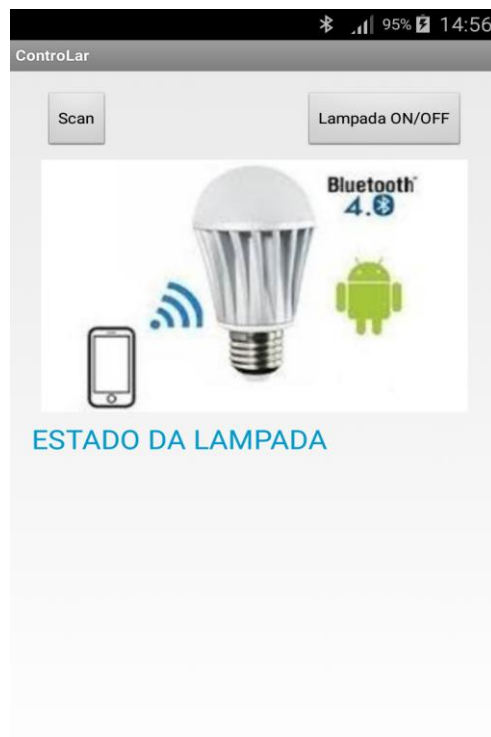 95% 14:56
ControLar
Scan Lampada ON/OFF
Bluetooth
4.0
ESTADO DA LAMPADA